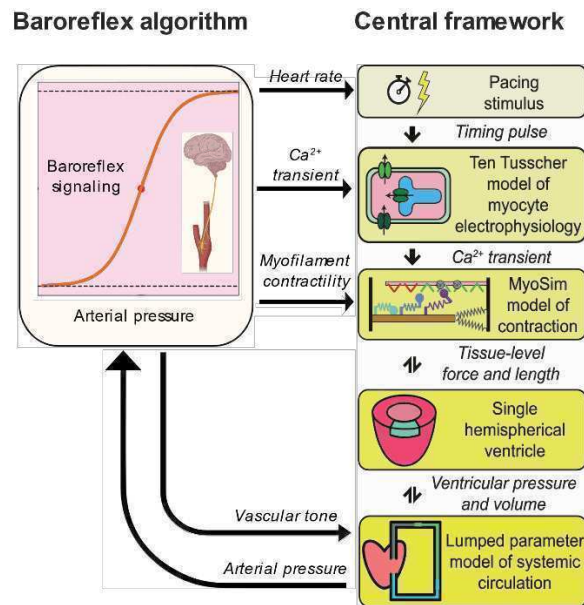 Baroreflex algorithm
Central framework
Baroreflex
signaling
Arterial pressure
Heart rate
Ca²⁺
transient
Myofilament
contractility
Pacing
stimulus
Timing pulse
Ten Tusscher
model of
myocyte
electrophysiology
Ca²⁺ transient
MyoSim
model of
contraction
Tissue-level
force and length
Single
hemispherical
ventricle
Ventricular pressure
and volume
Vascular tone
Arterial pressure
Lumped parameter
model of systemic
circulation